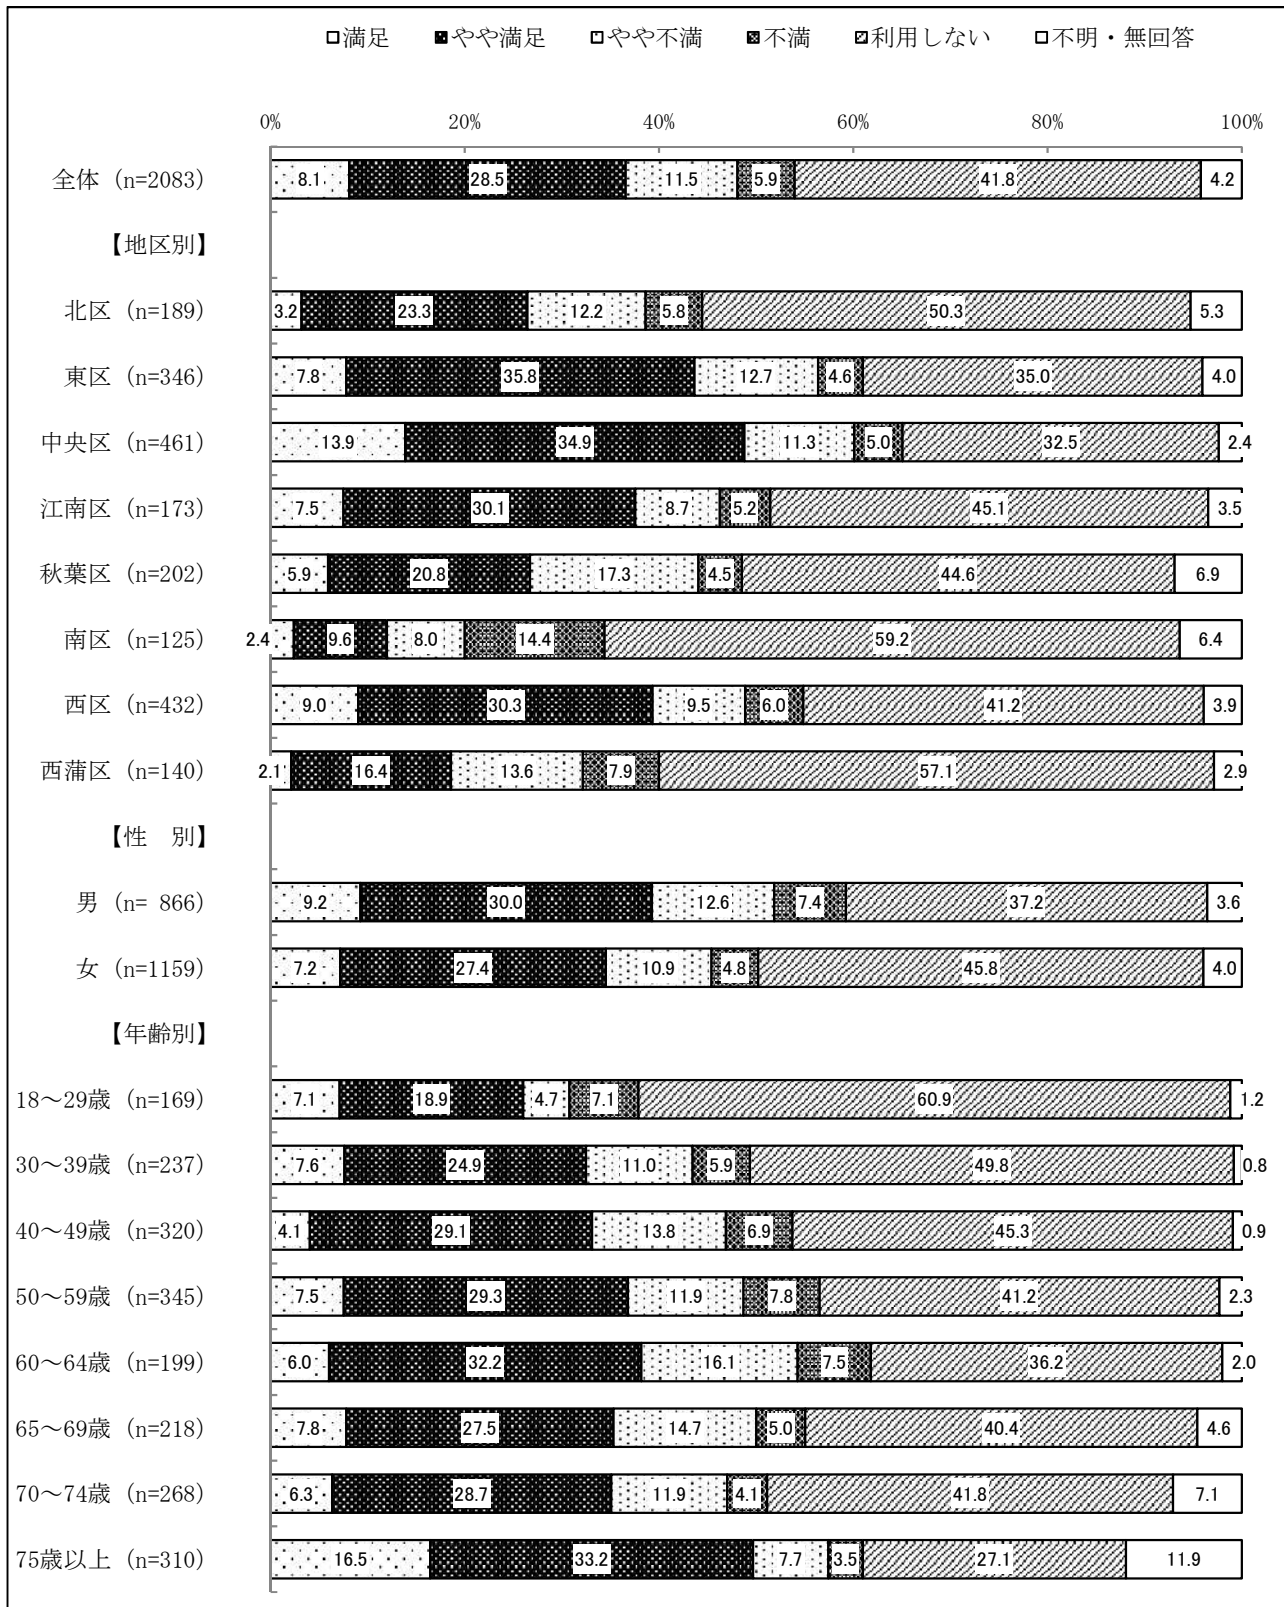 □満足 ■やや満足 □やや不満 ■不満 □利用しない □不明・無回答
0% 20% 40% 60% 80% 100%
全体 (n=2083) 8.1 28.5 11.5 5.9 41.8 4.2
【地区別】
北区 (n=189) 3.2 23.3 12.2 5.8 50.3 5.3
東区 (n=346) 7.8 35.8 12.7 4.6 35.0 4.0
中央区 (n=461) 13.9 34.9 11.3 5.0 32.5 2.4
江南区 (n=173) 7.5 30.1 8.7 5.2 45.1 3.5
秋葉区 (n=202) 5.9 20.8 17.3 4.5 44.6 6.9
南区 (n=125) 2.4 9.6 8.0 14.4 59.2 6.4
西区 (n=432) 9.0 30.3 9.5 6.0 41.2 3.9
西蒲区 (n=140) 2.1 16.4 13.6 7.9 57.1 2.9
【性　別】
男 (n= 866) 9.2 30.0 12.6 7.4 37.2 3.6
女 (n=1159) 7.2 27.4 10.9 4.8 45.8 4.0
【年齢別】
18～29歳 (n=169) 7.1 18.9 4.7 7.1 60.9 1.2
30～39歳 (n=237) 7.6 24.9 11.0 5.9 49.8 0.8
40～49歳 (n=320) 4.1 29.1 13.8 6.9 45.3 0.9
50～59歳 (n=345) 7.5 29.3 11.9 7.8 41.2 2.3
60～64歳 (n=199) 6.0 32.2 16.1 7.5 36.2 2.0
65～69歳 (n=218) 7.8 27.5 14.7 5.0 40.4 4.6
70～74歳 (n=268) 6.3 28.7 11.9 4.1 41.8 7.1
75歳以上 (n=310) 16.5 33.2 7.7 3.5 27.1 11.9